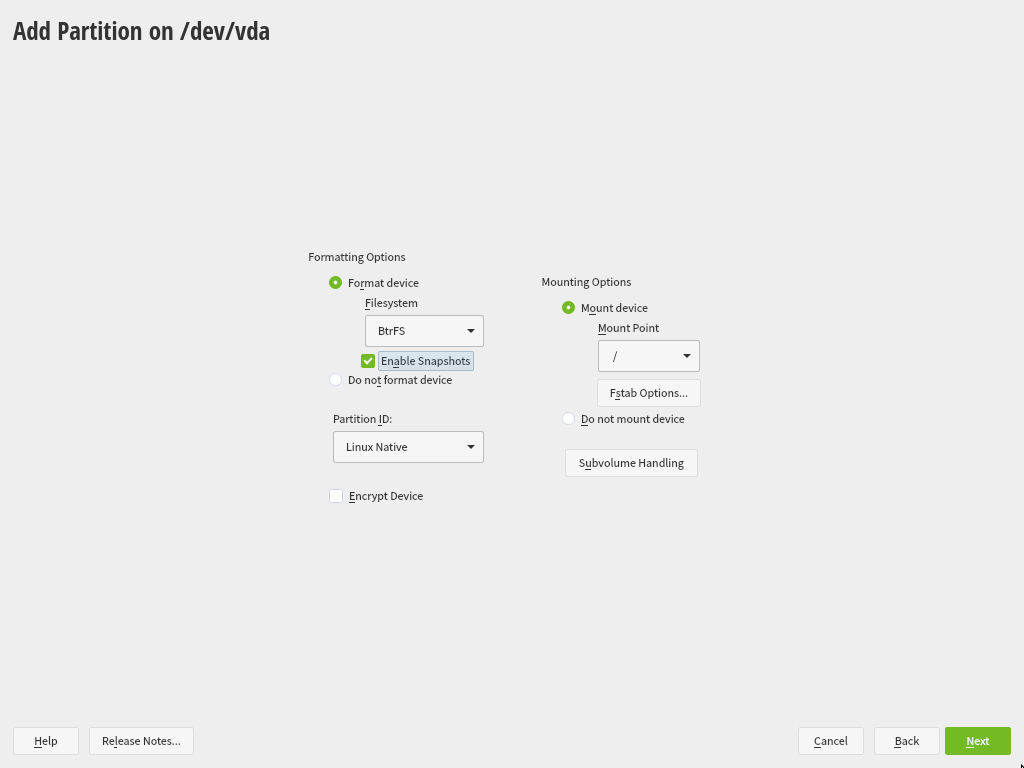 Add Partition on /dev/vda
Formatting Options
Format device
Filesystem
BtrFS
Enable Snapshots
Do not format device
Partition ID:
Linux Native
Encrypt Device
Mounting Options
Mount device
Mount Point
/
Fstab Options...
Do not mount device
Subvolume Handling
Help
Release Notes...
Cancel
Back
Next